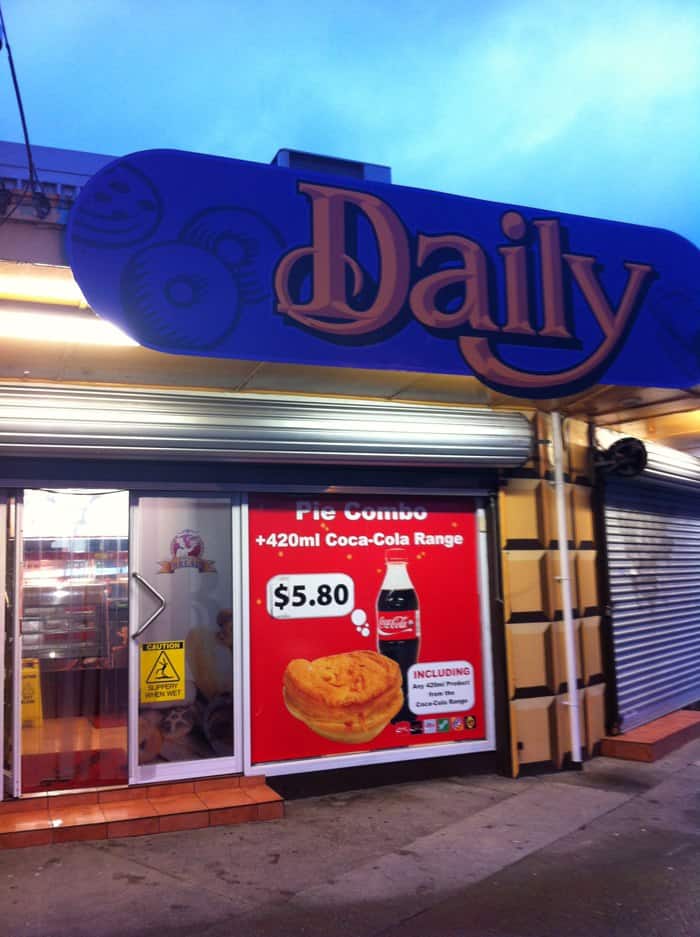 Daily
Pie Combo
+420ml Coca-Cola Range
$5.80
Coca-Cola
INCLUDING
Any 420ml Product
from the
Coca-Cola Range
CAUTION
SLIPPERY
WHEN WET